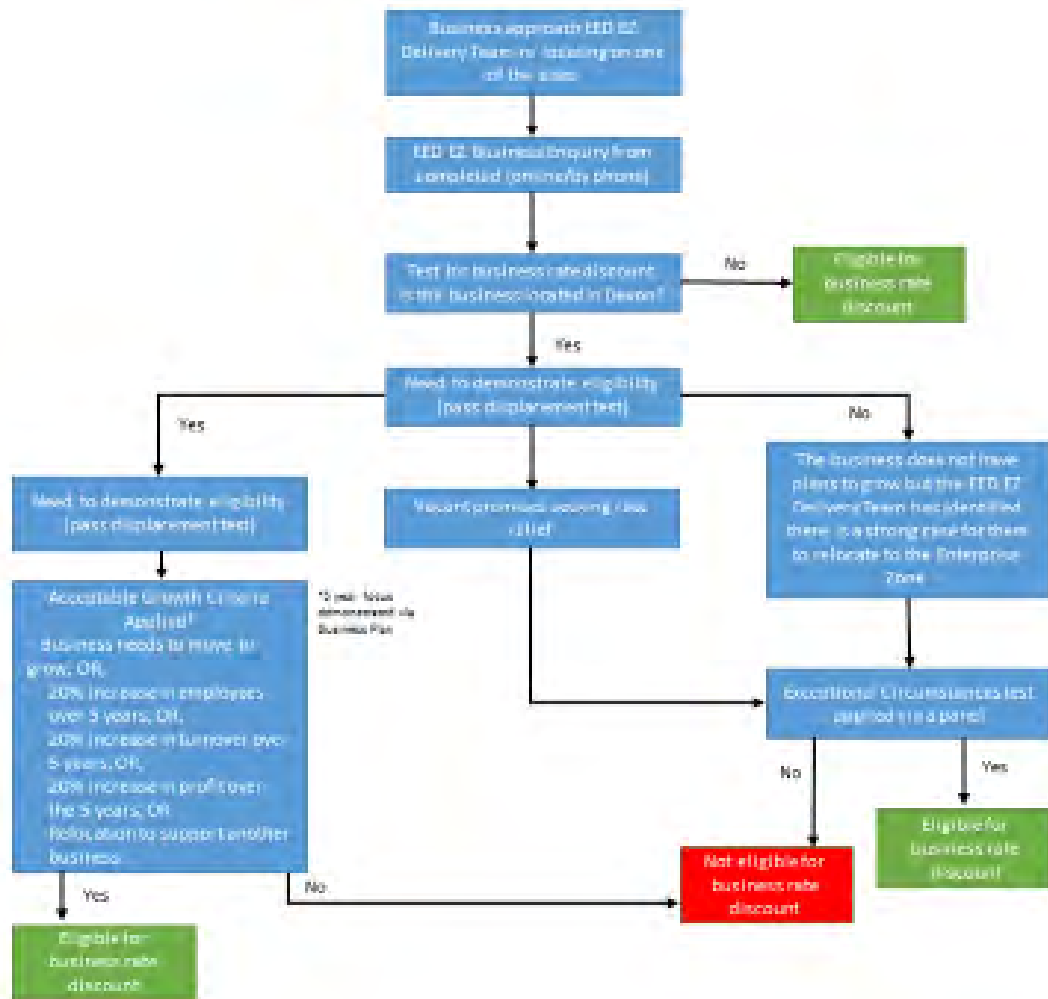 Business approach EED EZ
Delivery Team re locating on one
of the sites
EED EZ Business Enquiry from
completed (online/by phone)
Test for business rate discount
is the business located in Devon?
No
Eligible for
business rate
discount
Yes
Need to demonstrate eligibility
(pass displacement test)
Yes
No
Need to demonstrate eligibility
(pass displacement test)
Vacant premises seeking rate
relief
The business does not have
plans to grow but the EED EZ
Delivery Team has identified
there is a strong case for them
to relocate to the Enterprise
Zone
Acceptable Growth Criteria
Applied
Business needs to move to
grow, OR,
20% increase in employees
over 5 years, OR,
20% increase in turnover over
5 years, OR,
20% increase in profit over
the 5 years, OR
Relocation to support another
business
5 year focus
via
Business Plan
Exceptional Circumstances test
applied via a panel
No
Yes
Eligible for
business rate
discount
Not eligible for
business rate
discount
No
Yes
Eligible for
business rate
discount